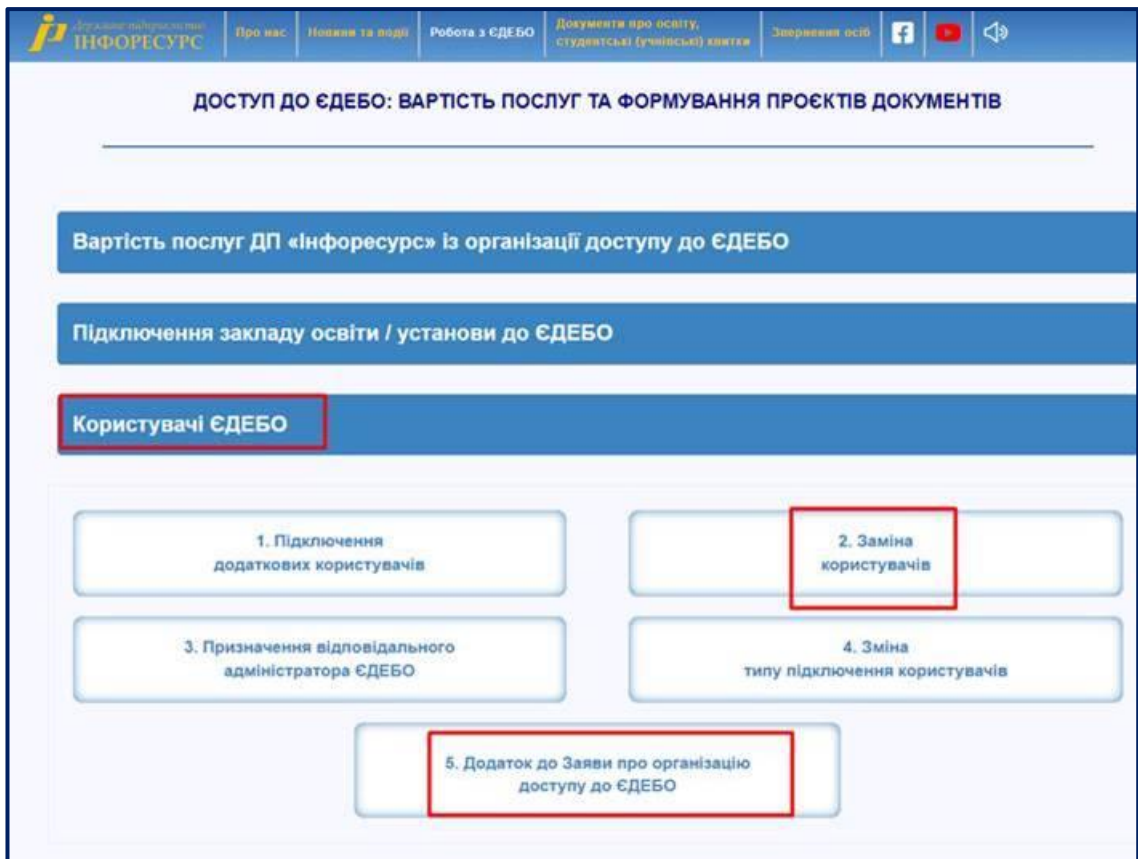 Державне підприємство
ІНФОРЕСУРС
Про нас
Новини та події
Робота з ЄДЕБО
Документи про освіту,
студентські (учнівські) квитки
Звернення осіб
ДОСТУП ДО ЄДЕБО: ВАРТІСТЬ ПОСЛУГ ТА ФОРМУВАННЯ ПРОЄКТІВ ДОКУМЕНТІВ
Вартість послуг ДП «Інфоресурс» із організації доступу до ЄДЕБО
Підключення закладу освіти / установи до ЄДЕБО
Користувачі ЄДЕБО
1. Підключення
додаткових користувачів
2. Заміна
користувачів
3. Призначення відповідального
адміністратора ЄДЕБО
4. Зміна
типу підключення користувачів
5. Додаток до Заяви про організацію
доступу до ЄДЕБО